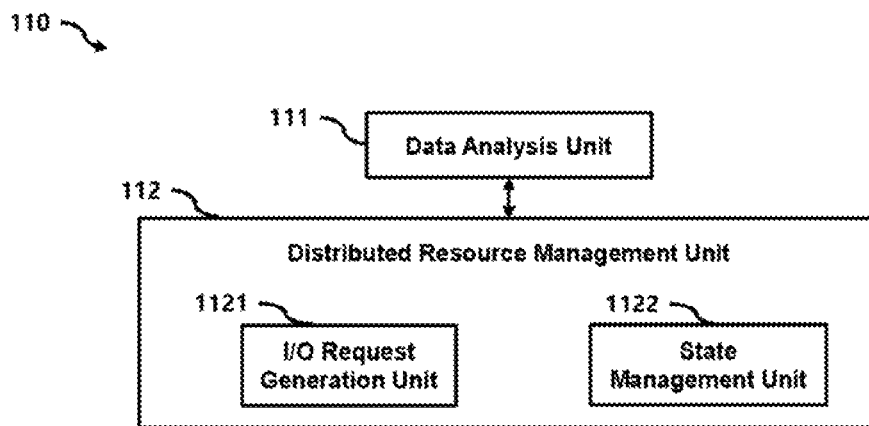 110
111
Data Analysis Unit
112
Distributed Resource Management Unit
1121
1122
I/O Request
Generation Unit
State
Management Unit